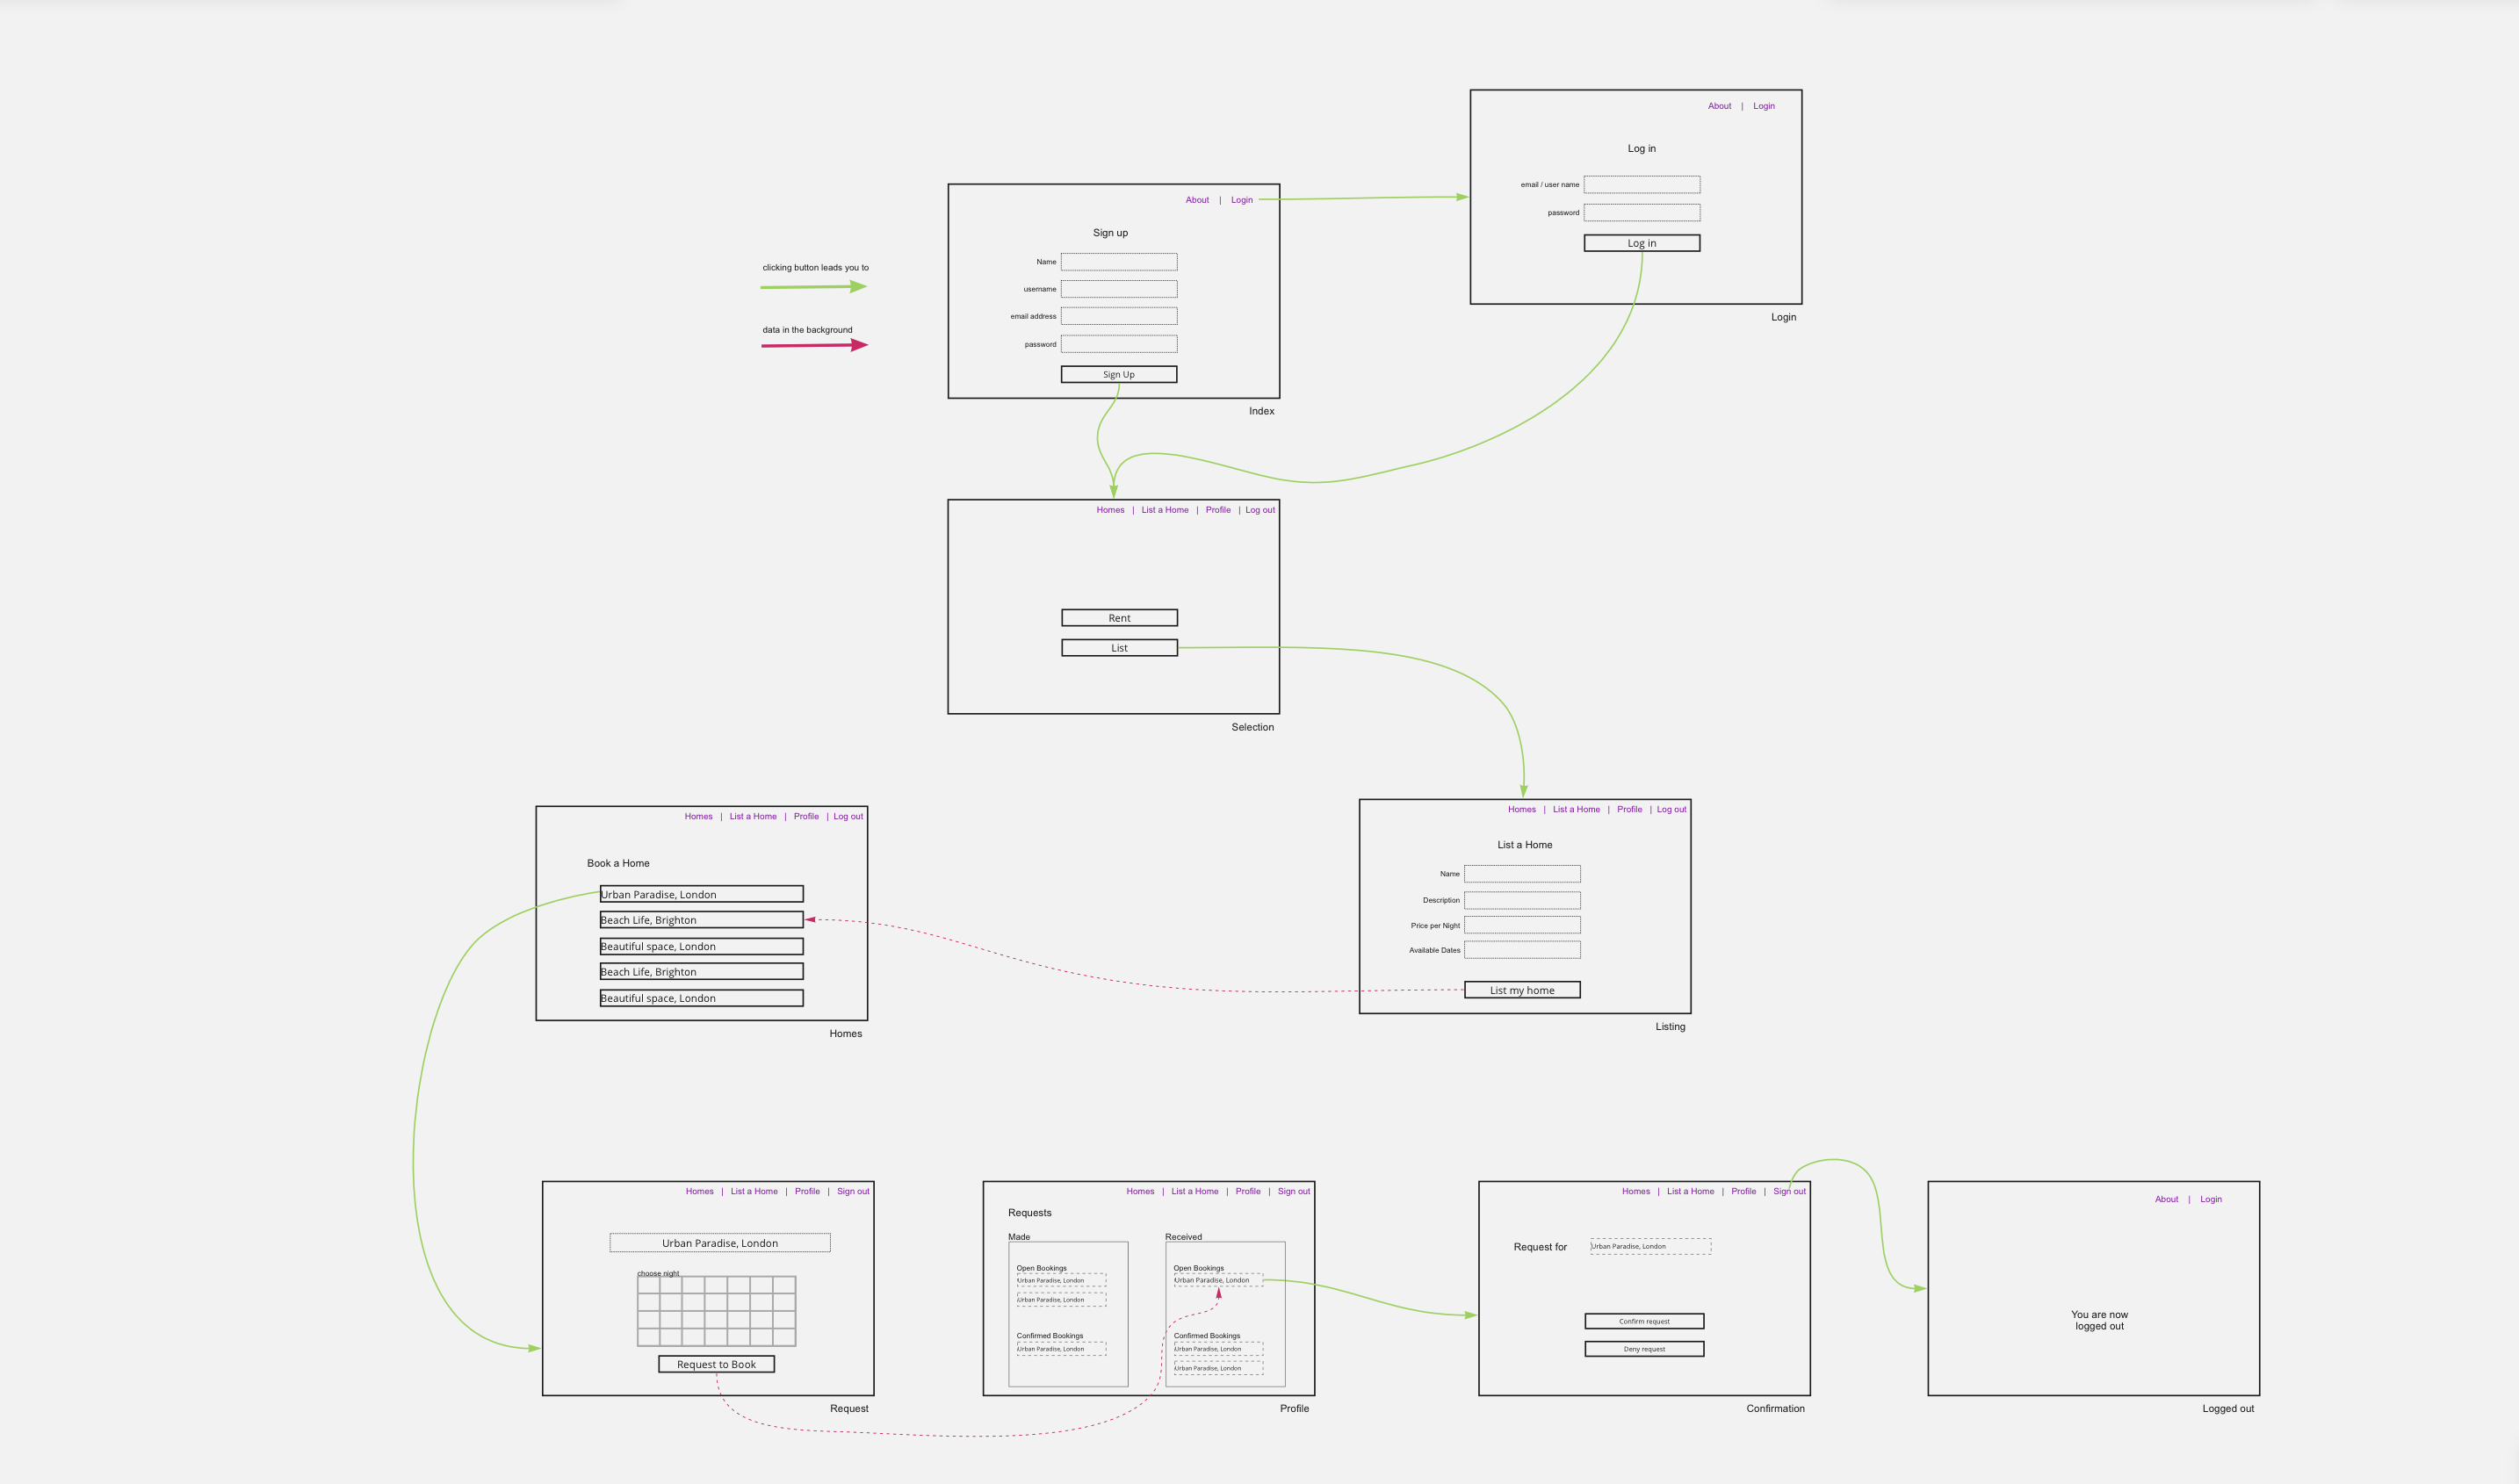 About | Login
Log in
email / user name
password
Log in
Login
About | Login
Sign up
Name
username
email address
password
Sign Up
Index
clicking button leads you to
data in the background
Homes | List a Home | Profile | Log out
Rent
List
Selection
Homes | List a Home | Profile | Log out
Book a Home
Urban Paradise, London
Beach Life, Brighton
Beautiful space, London
Beach Life, Brighton
Beautiful space, London
Homes
Homes | List a Home | Profile | Log out
List a Home
Name
Description
Price per Night
Available Dates
List my home
Listing
Homes | List a Home | Profile | Sign out
Urban Paradise, London
choose night
Request to Book
Request
Homes | List a Home | Profile | Sign out
Requests
Made
Open Bookings
Urban Paradise, London
Urban Paradise, London
Confirmed Bookings
Urban Paradise, London
Received
Open Bookings
Urban Paradise, London
Confirmed Bookings
Urban Paradise, London
Urban Paradise, London
Profile
Homes | List a Home | Profile | Sign out
Request for
Urban Paradise, London
Confirm request
Deny request
Confirmation
About | Login
You are now
logged out
Logged out